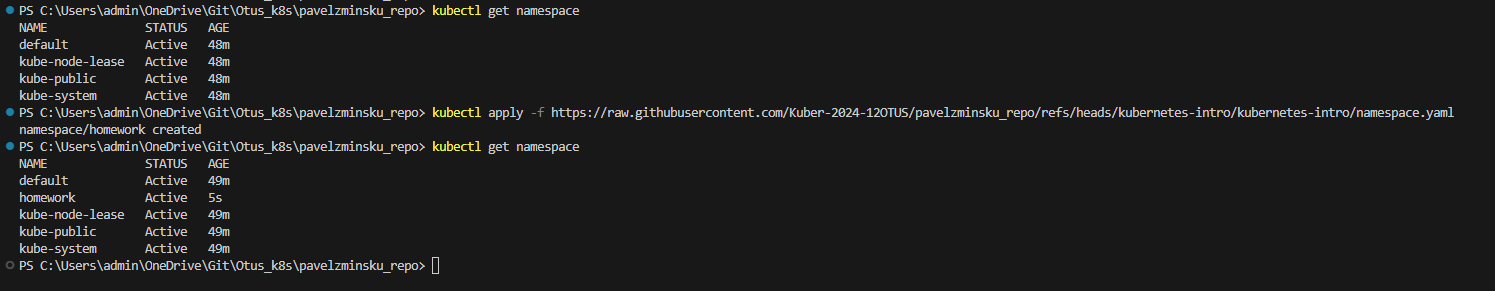 PS C:\Users\admin\OneDrive\Git\Otus_k8s\pavelzminsku_repo> kubectl get namespace
NAME              STATUS   AGE
default           Active   48m
kube-node-lease   Active   48m
kube-public       Active   48m
kube-system       Active   48m
PS C:\Users\admin\OneDrive\Git\Otus_k8s\pavelzminsku_repo> kubectl apply -f https://raw.githubusercontent.com/Kuber-2024-12OTUS/pavelzminsku_repo/refs/heads/kubernetes-intro/kubernetes-intro/namespace.yaml
namespace/homework created
PS C:\Users\admin\OneDrive\Git\Otus_k8s\pavelzminsku_repo> kubectl get namespace
NAME              STATUS   AGE
default           Active   49m
homework          Active   5s
kube-node-lease   Active   49m
kube-public       Active   49m
kube-system       Active   49m
PS C:\Users\admin\OneDrive\Git\Otus_k8s\pavelzminsku_repo>